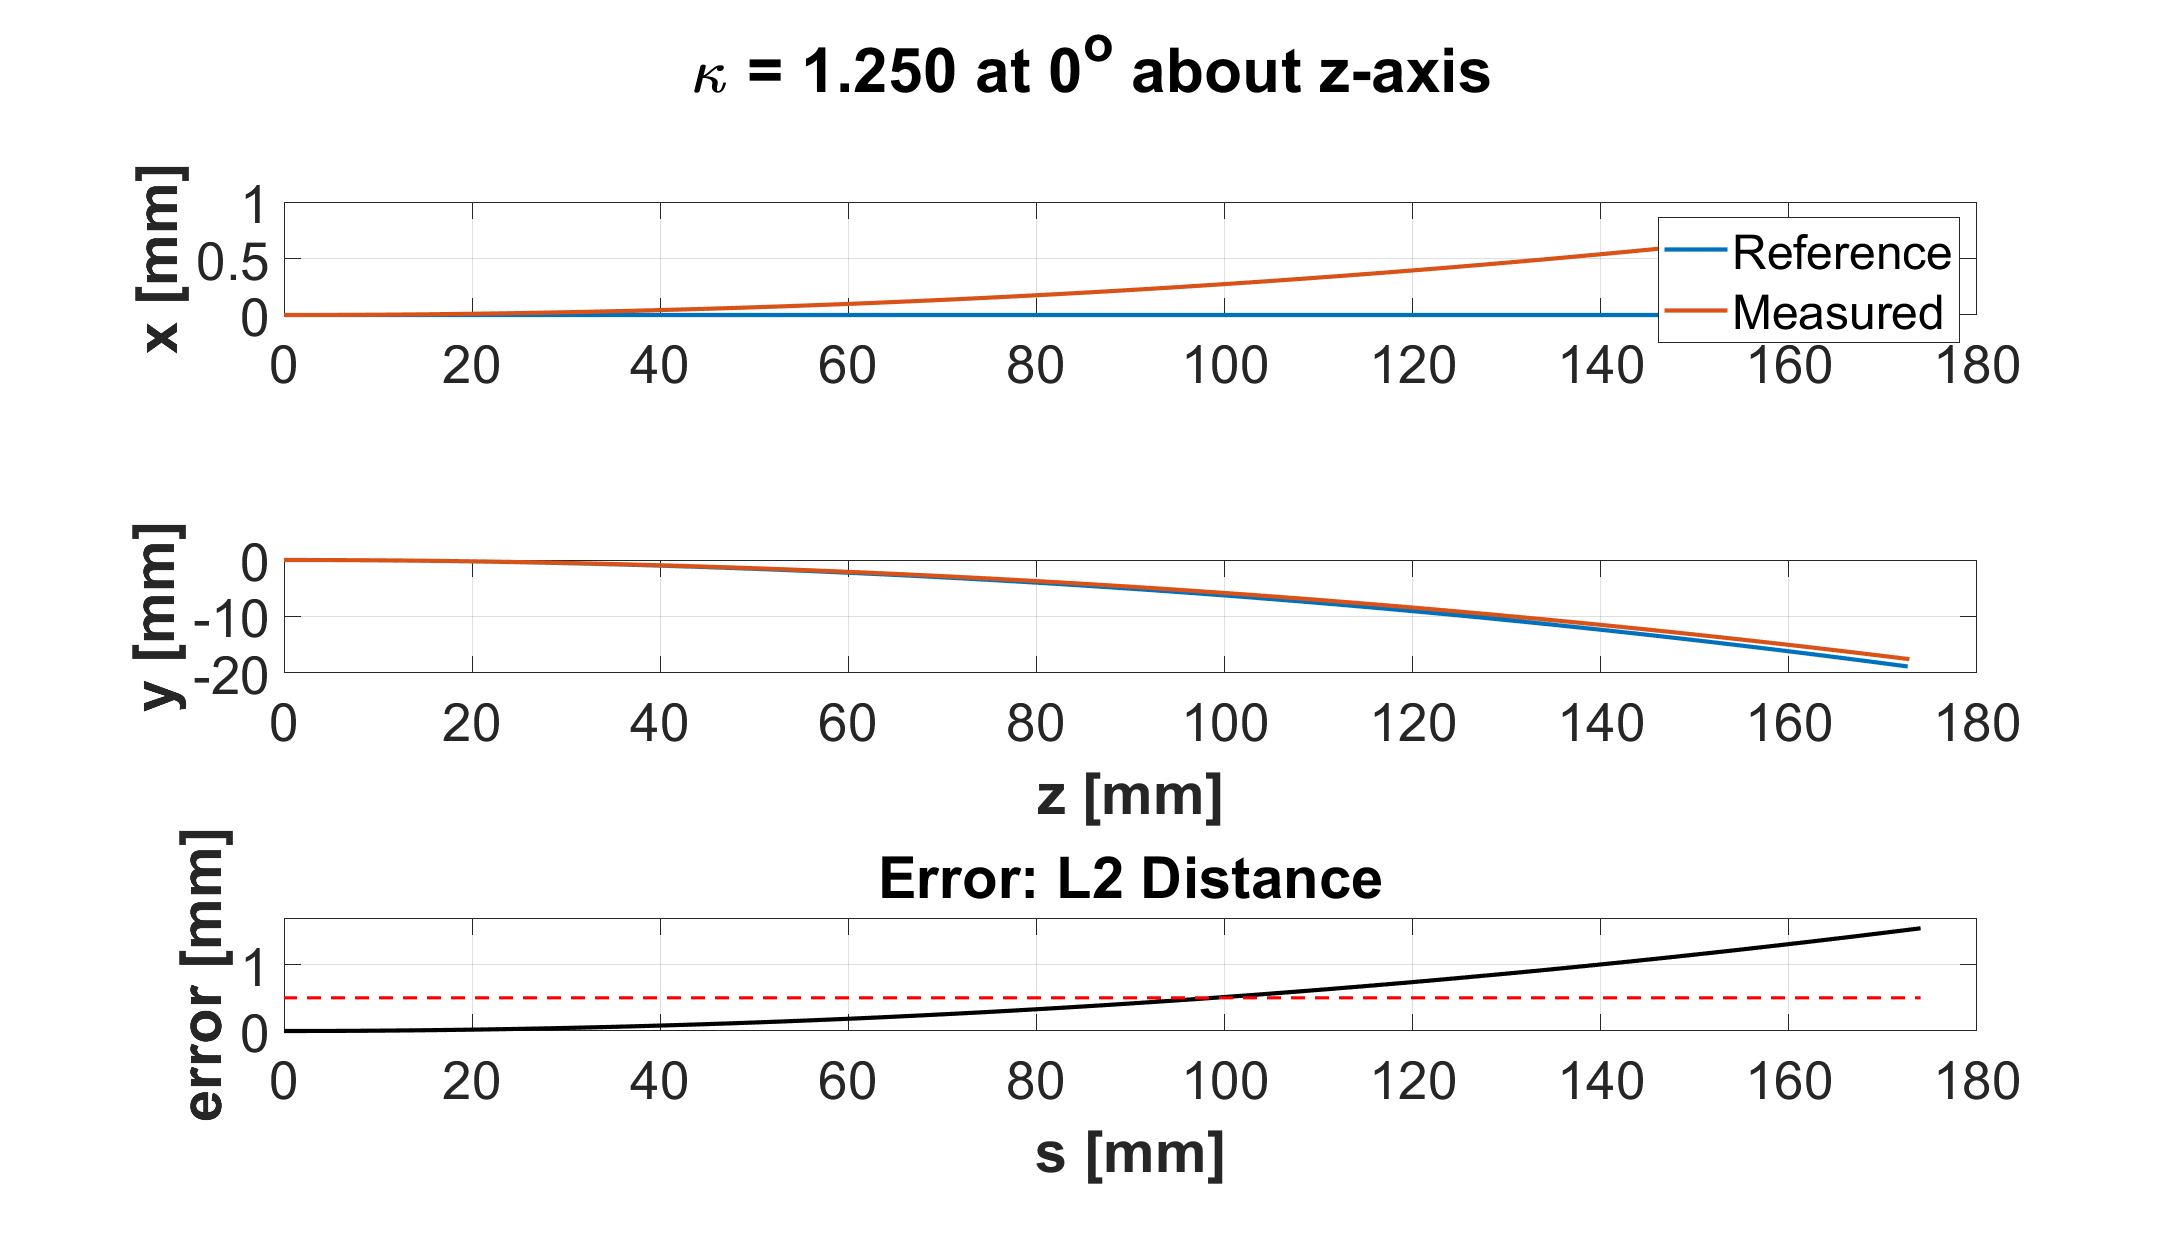 κ = 1.250 at 0° about z-axis
x [mm]
1
0.5
0
Reference
Measured
0 20 40 60 80 100 120 140 160 180
y [mm]
0
-10
-20
0 20 40 60 80 100 120 140 160 180
z [mm]
Error: L2 Distance
error [mm]
1
0
0 20 40 60 80 100 120 140 160 180
s [mm]